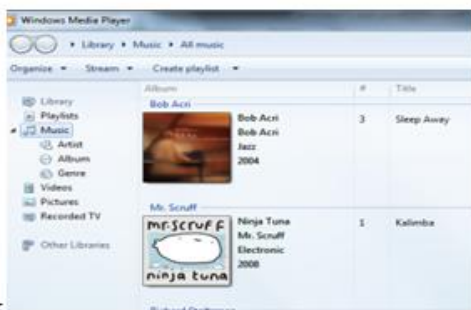 Windows Media Player
Library ▸ Music ▸ All music
Organize Stream Create playlist
Album # Title
Library
Playlists
Music
Artist
Album
Genre
Videos
Pictures
Recorded TV
Other Libraries
Bob Acri
Bob Acri 3 Sleep Away
Bob Acri
Jazz
2004
Mr. Scruff
mr.scruff
ninja tuna
Ninja Tuna 1 Kalimba
Mr. Scruff
Electronic
2008